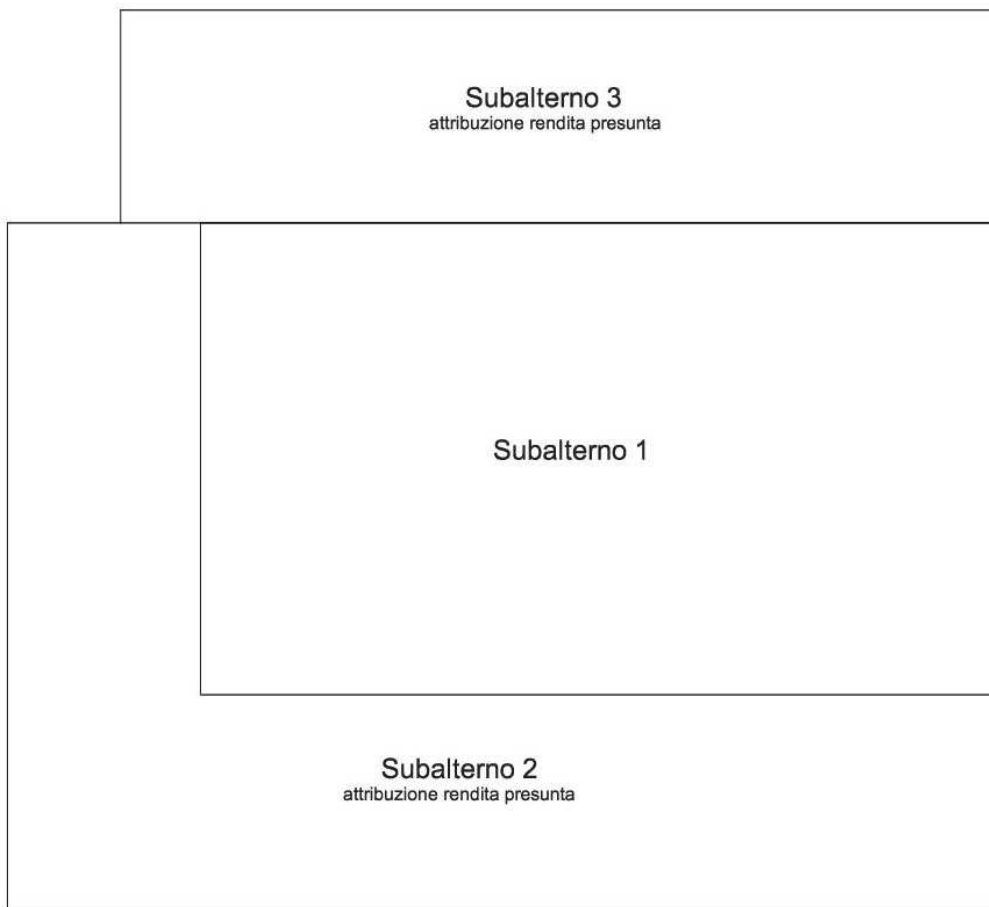 Subalterno 3
attribuzione rendita presunta
Subalterno 1
Subalterno 2
attribuzione rendita presunta